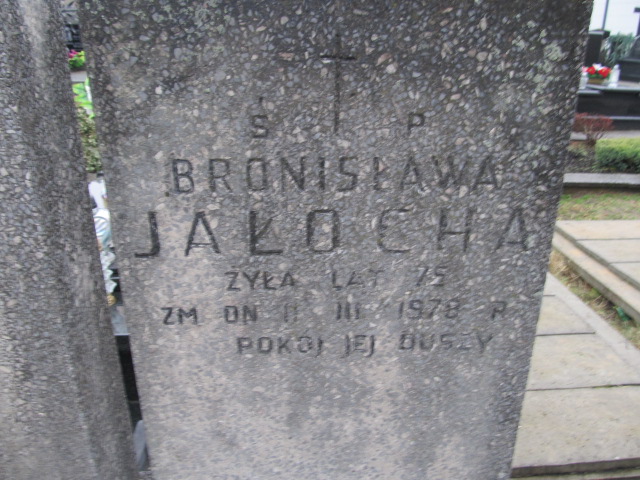 Ś P
BRONISŁAWA
JAŁOCHA
ŻYŁA LAT 75
ZM DN 11 III 1978 R
POKÓJ JEJ DUSZY